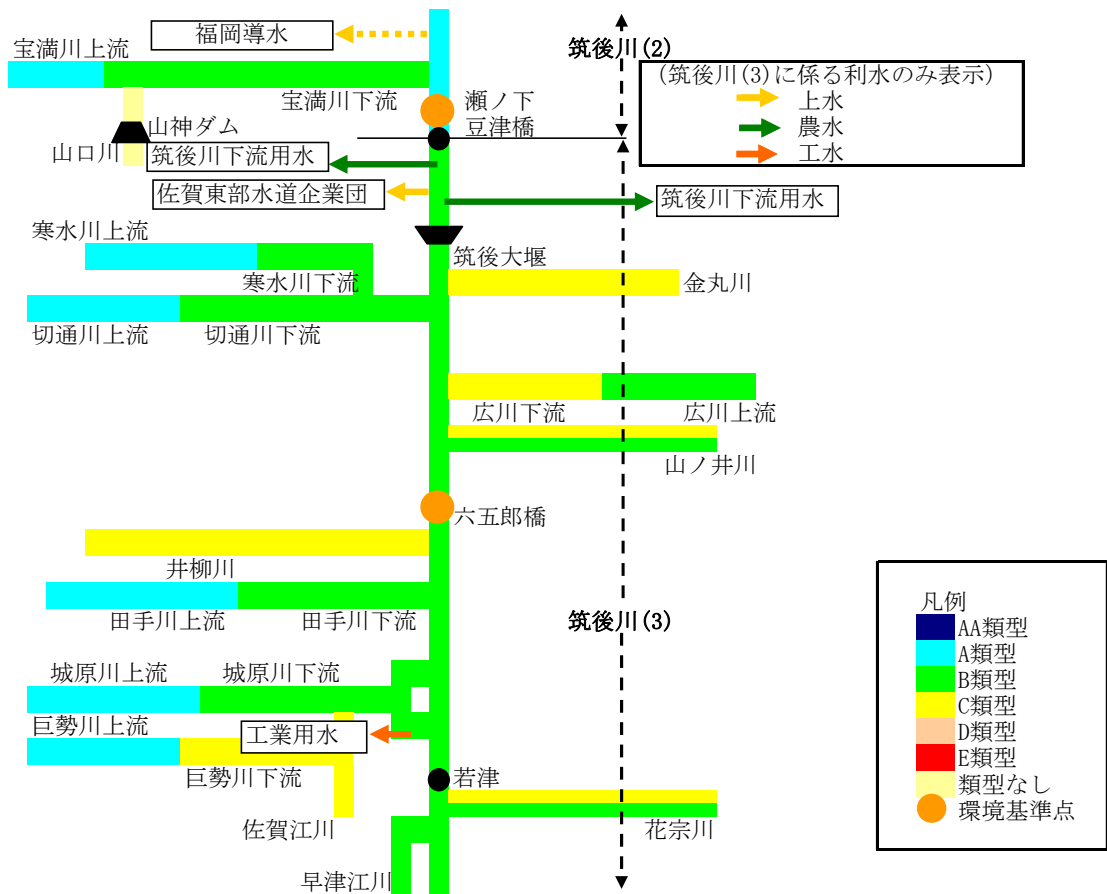 福岡導水
筑後川(2)
宝満川上流
(筑後川(3)に係る利水のみ表示)
上水
農水
工水
宝満川下流
瀬ノ下
豆津橋
山神ダム
山口川
筑後川下流用水
佐賀東部水道企業団
筑後川下流用水
寒水川上流
筑後大堰
寒水川下流
金丸川
切通川上流
切通川下流
広川下流
広川上流
山ノ井川
六五郎橋
井柳川
田手川上流
田手川下流
筑後川(3)
城原川上流
城原川下流
巨勢川上流
工業用水
巨勢川下流
若津
佐賀江川
花宗川
早津江川
凡例
AA類型
A類型
B類型
C類型
D類型
E類型
類型なし
環境基準点